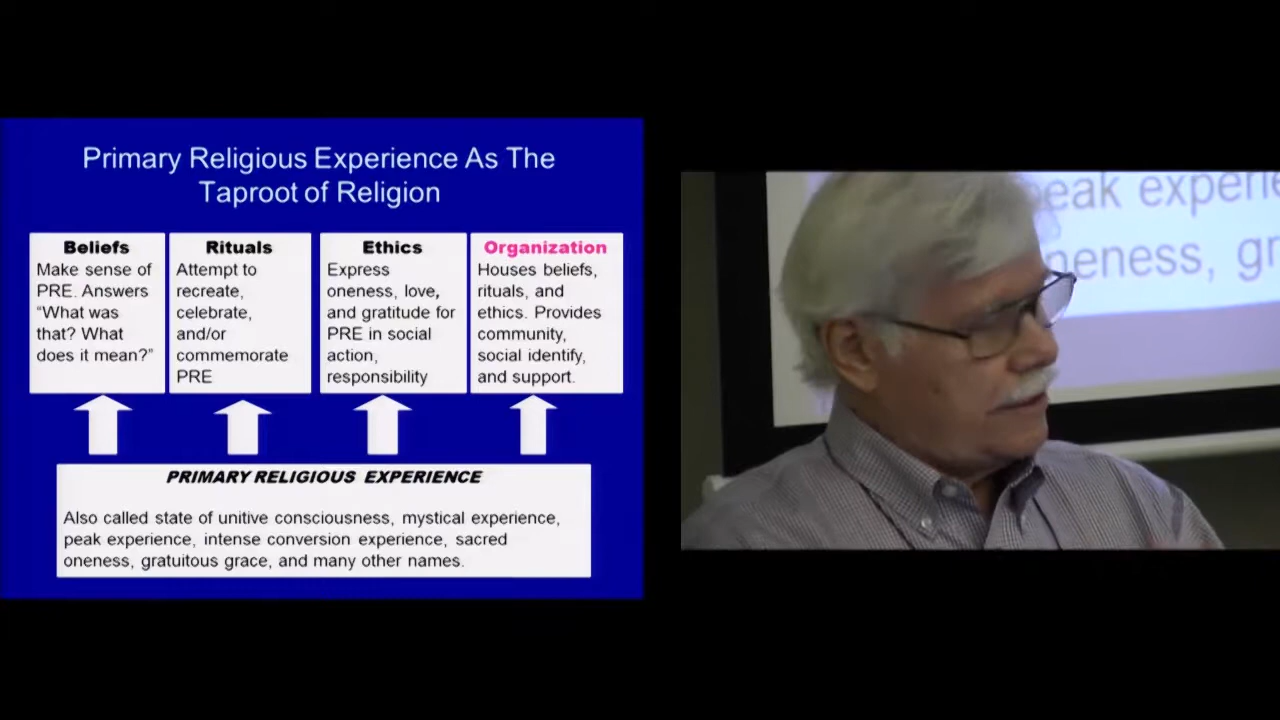 Primary Religious Experience As The
Taproot of Religion
Beliefs
Make sense of
PRE. Answers
“What was
that? What
does it mean?”
Rituals
Attempt to
recreate,
celebrate,
and/or
commemorate
PRE
Ethics
Express
oneness, love,
and gratitude for
PRE in social
action,
responsibility
Organization
Houses beliefs,
rituals, and
ethics. Provides
community,
social identify,
and support.
PRIMARY RELIGIOUS EXPERIENCE
Also called state of unitive consciousness, mystical experience,
peak experience, intense conversion experience, sacred
oneness, gratuitous grace, and many other names.
peak experie
neness, gr